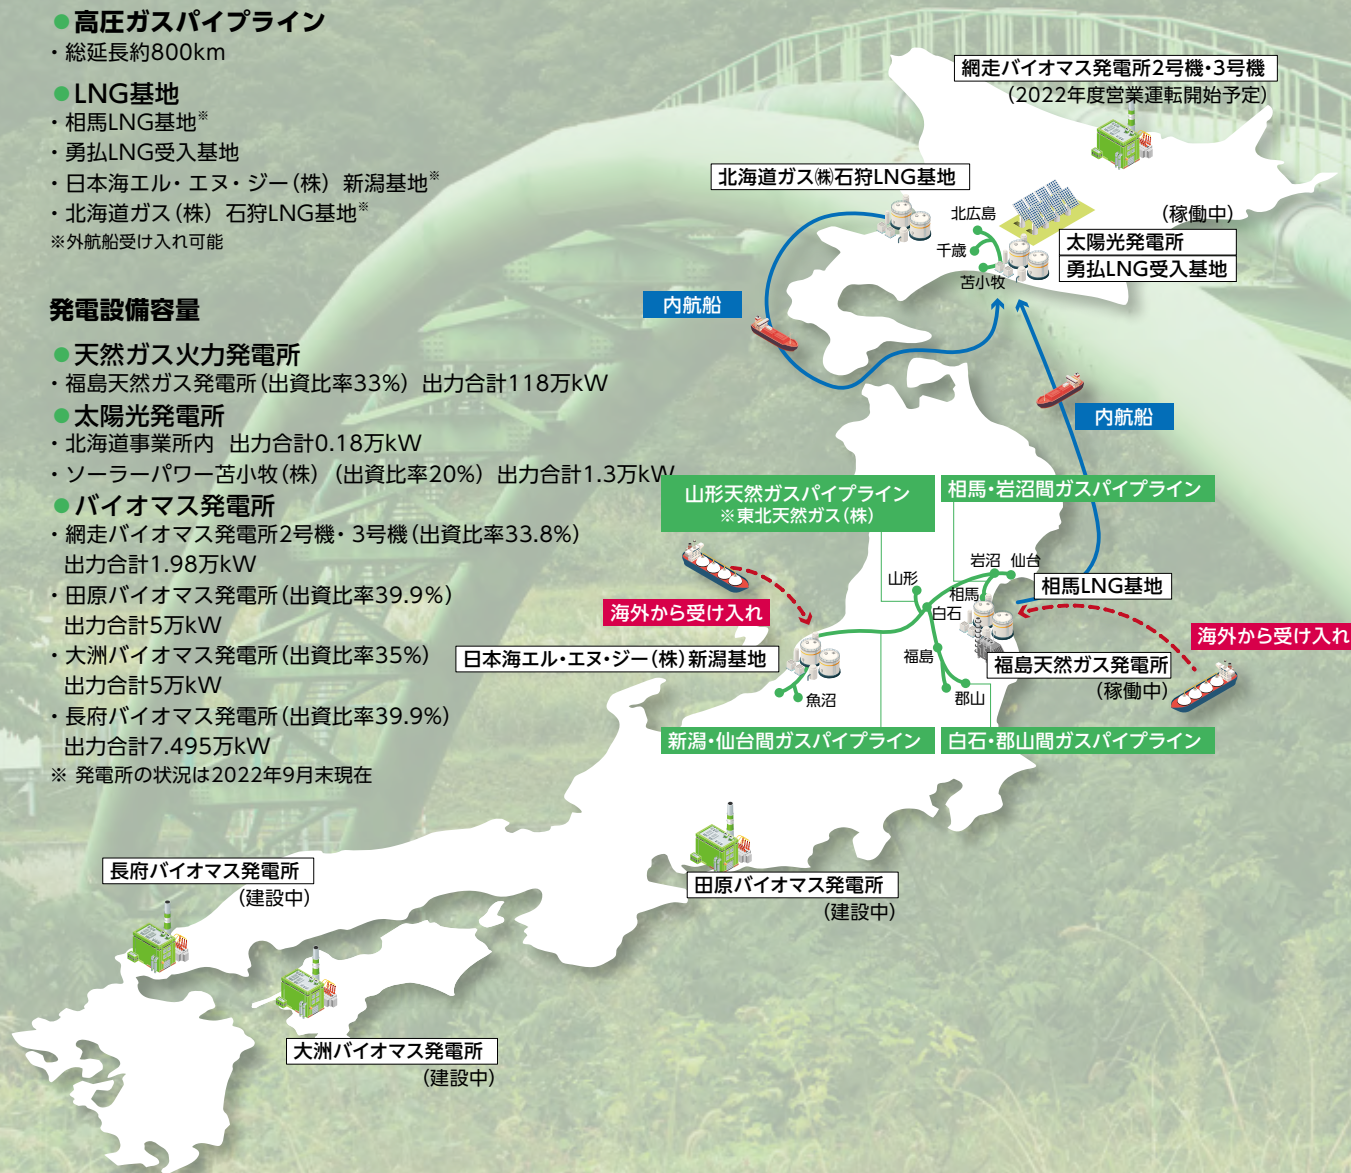 ●高圧ガスパイプライン
・総延長約800km
●LNG基地
・相馬LNG基地※
・勇払LNG受入基地
・日本海エル・エヌ・ジー(株) 新潟基地※
・北海道ガス(株) 石狩LNG基地※
※外航船受け入れ可能
発電設備容量
●天然ガス火力発電所
・福島天然ガス発電所(出資比率33%) 出力合計118万kW
●太陽光発電所
・北海道事業所内 出力合計0.18万kW
・ソーラーパワー苫小牧(株) (出資比率20%) 出力合計1.3万kW
●バイオマス発電所
・網走バイオマス発電所2号機・3号機(出資比率33.8%)
出力合計1.98万kW
・田原バイオマス発電所(出資比率39.9%)
出力合計5万kW
・大洲バイオマス発電所(出資比率35%)
出力合計5万kW
・長府バイオマス発電所(出資比率39.9%)
出力合計7.495万kW
※ 発電所の状況は2022年9月末現在
網走バイオマス発電所2号機・3号機
(2022年度営業運転開始予定)
北海道ガス㈱石狩LNG基地
北広島
千歳
苫小牧
(稼働中)
太陽光発電所
勇払LNG受入基地
内航船
内航船
山形天然ガスパイプライン
※東北天然ガス(株)
相馬・岩沼間ガスパイプライン
岩沼
仙台
山形
相馬
白石
相馬LNG基地
海外から受け入れ
海外から受け入れ
日本海エル・エヌ・ジー(株)新潟基地
福島
福島天然ガス発電所
(稼働中)
魚沼
郡山
新潟・仙台間ガスパイプライン
白石・郡山間ガスパイプライン
長府バイオマス発電所
(建設中)
田原バイオマス発電所
(建設中)
大洲バイオマス発電所
(建設中)